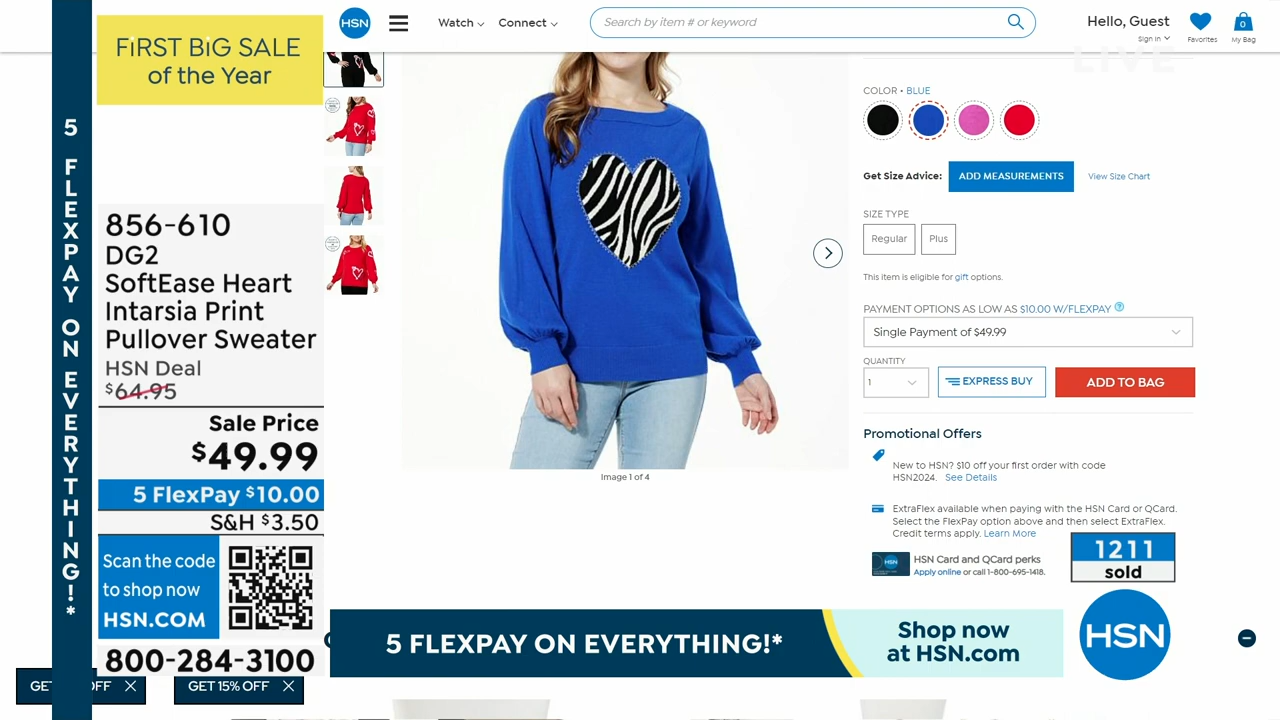 FiRST BiG SALE
of the Year
5 FLEXPAY ON EVERYTHING!*
856-610
DG2
SoftEase Heart
Intarsia Print
Pullover Sweater
HSN Deal
$64.95
Sale Price
$49.99
5 FlexPay $10.00
S&H $3.50
Scan the code
to shop now
HSN.COM
800-284-3100
GET
OFF
GET 15% OFF
HSN
Watch
Connect
Search by item # or keyword
Hello, Guest
Sign in
Favorites
0
My Bag
LIVE
COLOR • BLUE
Get Size Advice:
ADD MEASUREMENTS
View Size Chart
SIZE TYPE
Regular
Plus
This item is eligible for gift options.
PAYMENT OPTIONS AS LOW AS $10.00 W/FLEXPAY
Single Payment of $49.99
QUANTITY
1
EXPRESS BUY
ADD TO BAG
Image 1 of 4
Promotional Offers
New to HSN? $10 off your first order with code
HSN2024. See Details
ExtraFlex available when paying with the HSN Card or QCard.
Select the FlexPay option above and then select ExtraFlex.
Credit terms apply. Learn More
HSN Card and QCard perks
Apply online or call 1-800-695-1418.
1211
sold
5 FLEXPAY ON EVERYTHING!*
Shop now
at HSN.com
HSN